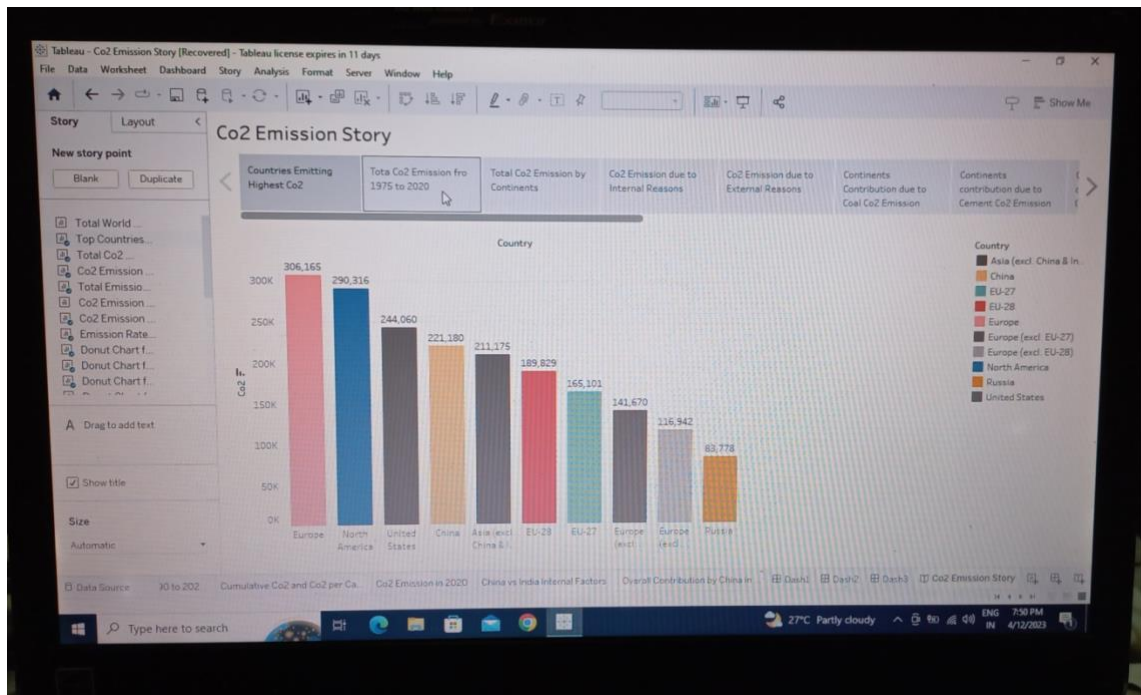 Tableau - Co2 Emission Story [Recovered] - Tableau license expires in 11 days
File Data Worksheet Dashboard Story Analysis Format Server Window Help
Show Me
Story Layout
Co2 Emission Story
New story point
Blank Duplicate
Countries Emitting
Highest Co2
Tota Co2 Emission fro
1975 to 2020
Total Co2 Emission by
Continents
Co2 Emission due to
Internal Reasons
Co2 Emission due to
External Reasons
Continents
Contribution due to
Coal Co2 Emission
Continents
contribution due to
Cement Co2 Emission
Total World ...
Top Countries...
Total Co2 ...
Co2 Emission ...
Total Emissio...
Co2 Emission ...
Co2 Emission ...
Emission Rate...
Donut Chart f...
Donut Chart f...
Donut Chart f...
A Drag to add text
Show title
Size
Automatic
Country
Co2
300K
250K
200K
150K
100K
50K
0K
306,165
290,316
244,060
221,180
211,175
189,829
165,101
141,670
116,942
83,778
Europe
North
America
United
States
China
Asia (excl.
China & I..
EU-28
EU-27
Europe
(excl..
Europe
(excl..
Russia
Country
Asia (excl. China & In..
China
EU-27
EU-28
Europe
Europe (excl. EU-27)
Europe (excl. EU-28)
North America
Russia
United States
Data Source 30 to 202 Cumulative Co2 and Co2 per Ca... Co2 Emission in 2020 China vs India Internal Factors Overall Contribution by China in ... Dash1 Dash2 Dash3 Co2 Emission Story
Type here to search
27°C Partly cloudy
ENG
IN
7:50 PM
4/12/2023